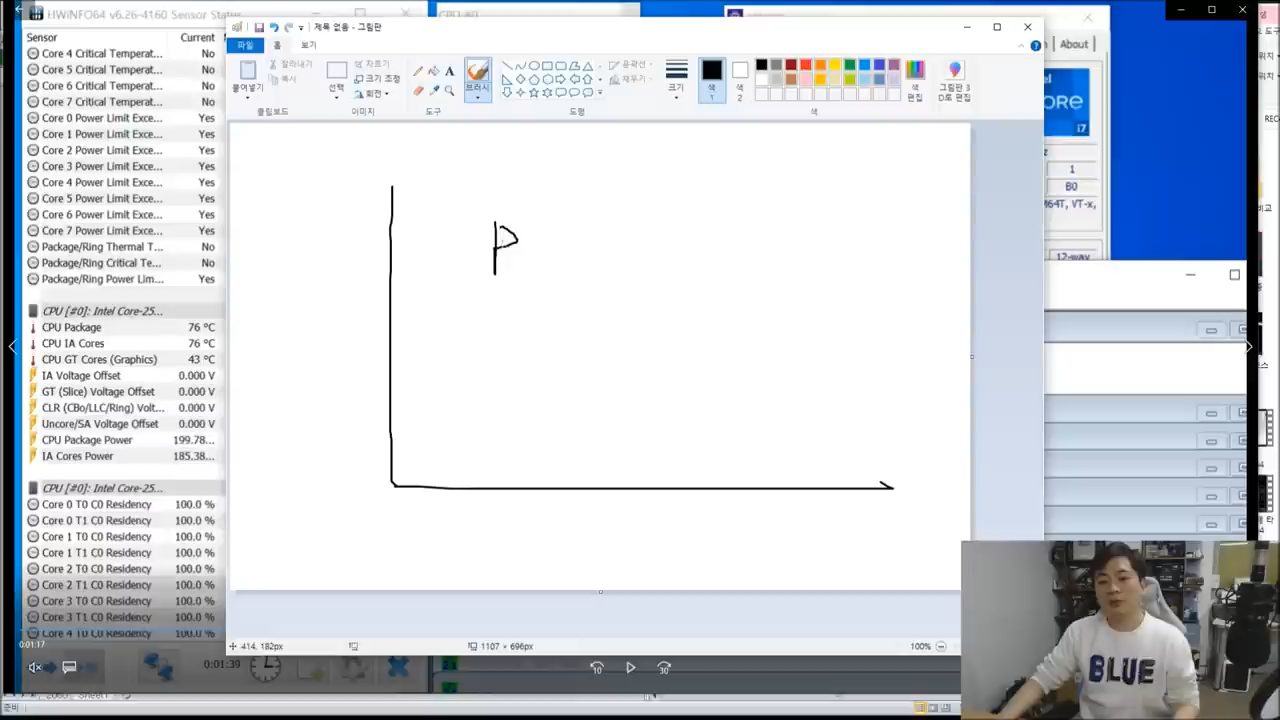 HWiNFO64 v6.26-4160 Sensor Status
Sensor Current
Core 4 Critical Temperat... No
Core 5 Critical Temperat... No
Core 6 Critical Temperat... No
Core 7 Critical Temperat... No
Core 0 Power Limit Exce... Yes
Core 1 Power Limit Exce... Yes
Core 2 Power Limit Exce... Yes
Core 3 Power Limit Exce... Yes
Core 4 Power Limit Exce... Yes
Core 5 Power Limit Exce... Yes
Core 6 Power Limit Exce... Yes
Core 7 Power Limit Exce... Yes
Package/Ring Thermal T... No
Package/Ring Critical Te... No
Package/Ring Power Lim... Yes
CPU [#0]: Intel Core-25...
CPU Package 76 °C
CPU IA Cores 76 °C
CPU GT Cores (Graphics) 43 °C
IA Voltage Offset 0.000 V
GT (Slice) Voltage Offset 0.000 V
CLR (CBo/LLC/Ring) Volt... 0.000 V
Uncore/SA Voltage Offset 0.000 V
CPU Package Power 199.78...
IA Cores Power 185.38...
CPU [#0]: Intel Core-25...
Core 0 T0 C0 Residency 100.0 %
Core 0 T1 C0 Residency 100.0 %
Core 1 T0 C0 Residency 100.0 %
Core 1 T1 C0 Residency 100.0 %
Core 2 T0 C0 Residency 100.0 %
Core 2 T1 C0 Residency 100.0 %
Core 3 T0 C0 Residency 100.0 %
Core 3 T1 C0 Residency 100.0 %
Core 4 T0 C0 Residency 100.0 %
제목 없음 - 그림판
파일 홈 보기
붙여넣기
잘라내기
복사
클립보드
선택
자르기
크기 조정
회전
이미지
A
도구
브러시
윤곽선
채우기
도형
크기
색 1
색 2
색 편집
그림판 3D로 편집
색
P
414, 182px
1107 × 696px
100%
About
CORE
i7
1
B0
M64T, VT-x,
12-way
0:01:17
0:01:39
10
30
준비
BLUE